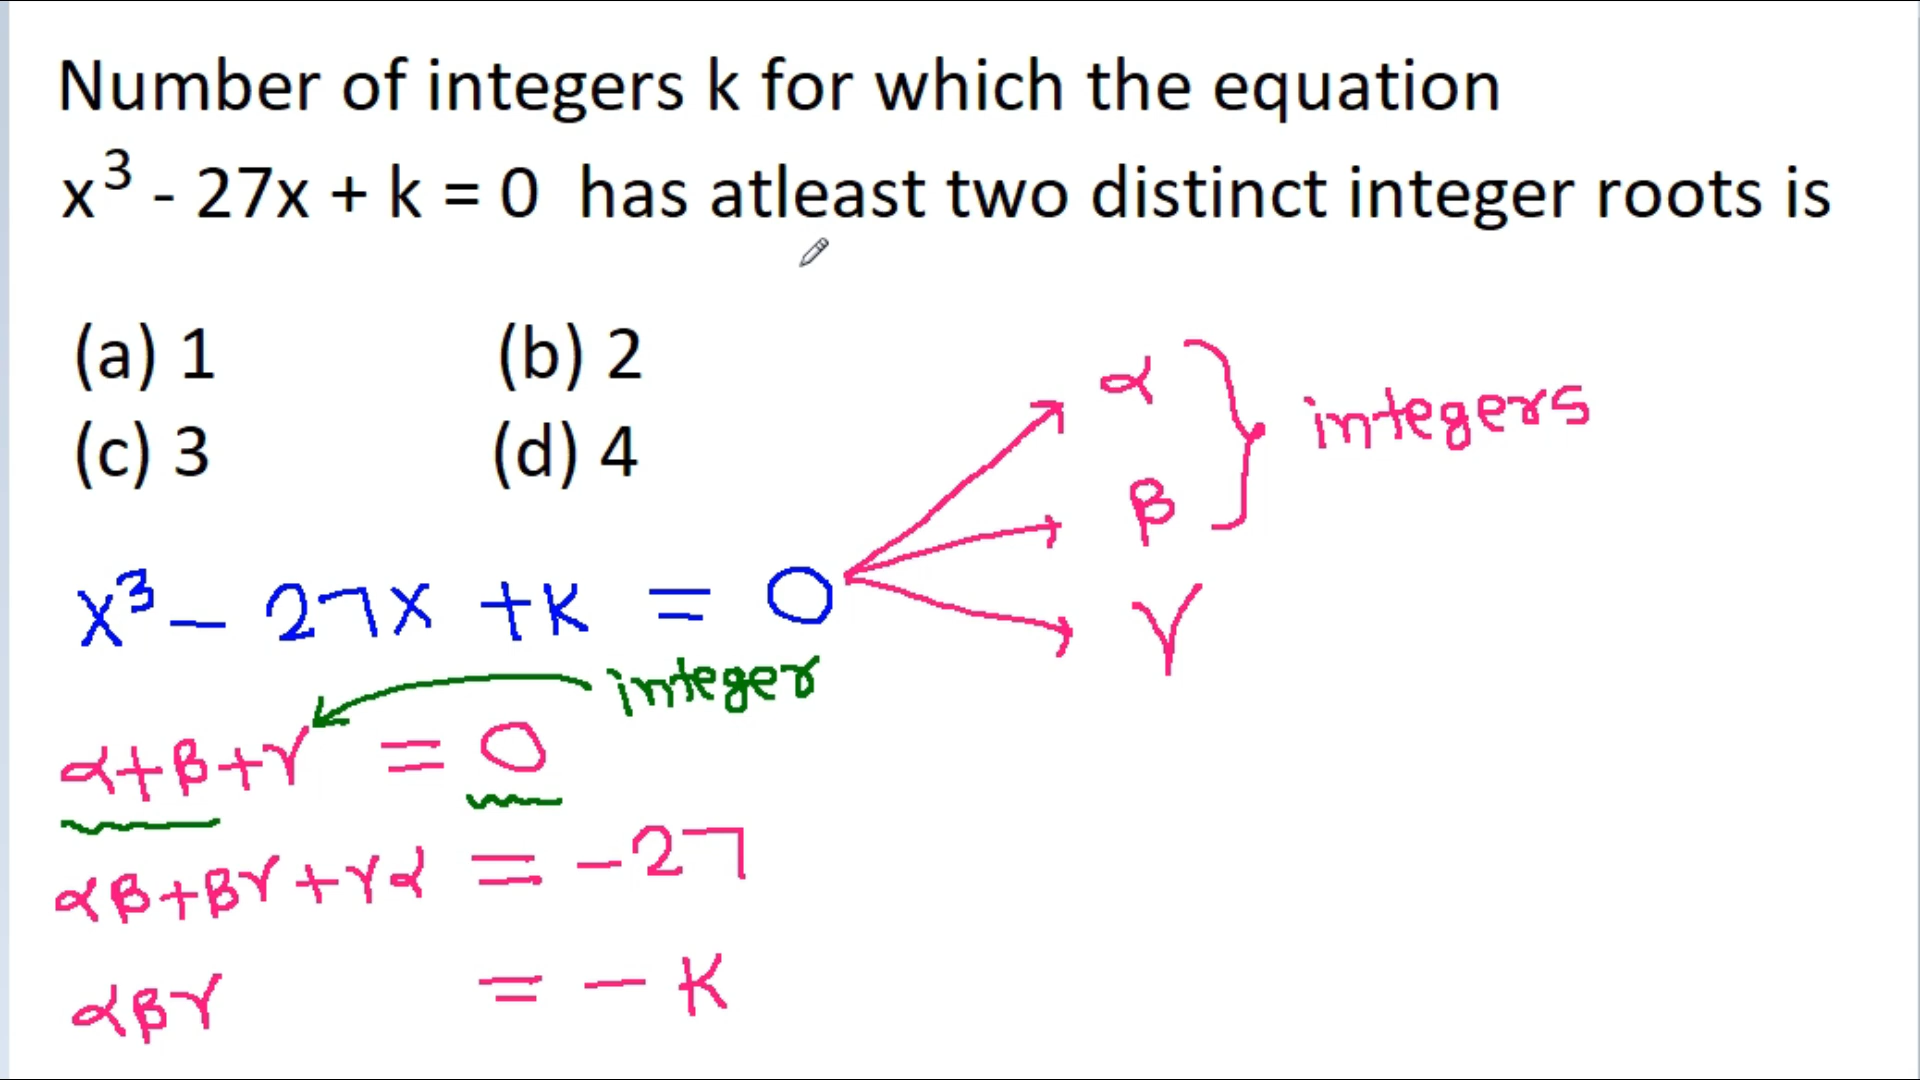 Number of integers k for which the equation
x³ - 27x + k = 0 has atleast two distinct integer roots is
(a) 1 (b) 2
(c) 3 (d) 4
α
β
γ
integers
x³ - 27x + k = 0
integer
α+β+γ = 0
αβ+βγ+γα = -27
αβγ = -k